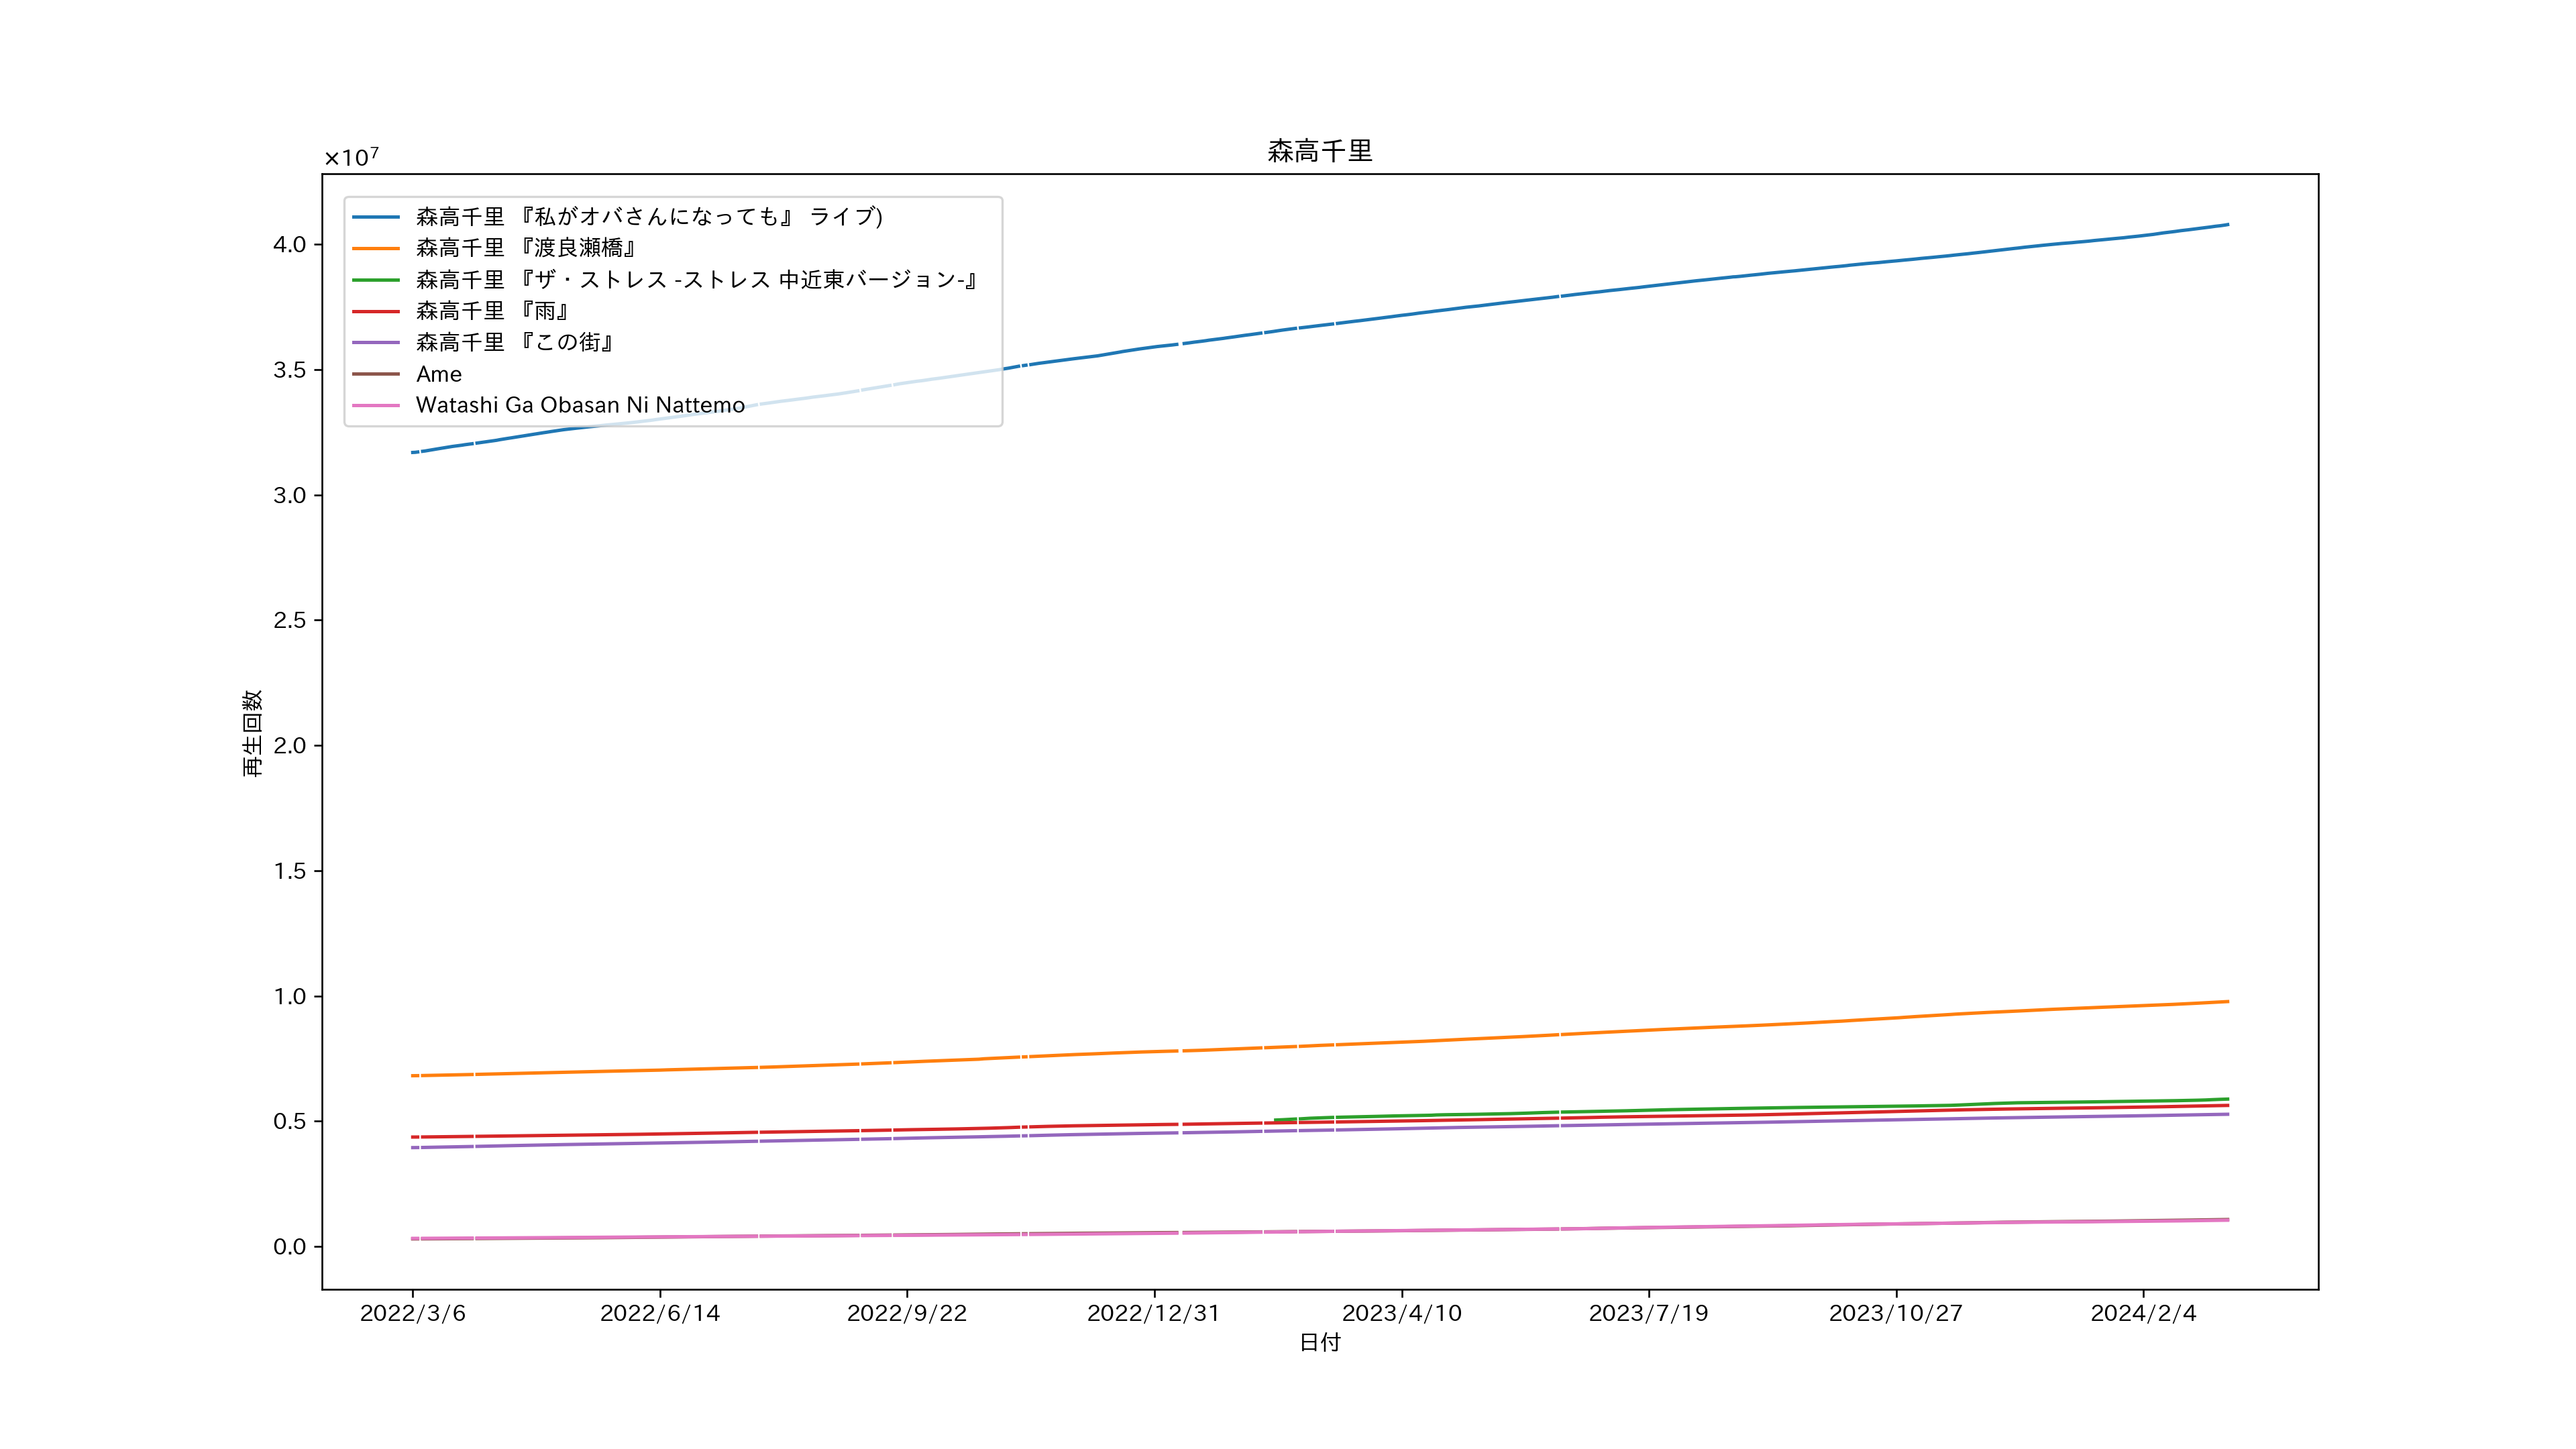 森高千里
×10⁷
森高千里 『私がオバさんになっても』 ライブ)
森高千里 『渡良瀬橋』
森高千里 『ザ・ストレス -ストレス 中近東バージョン-』
森高千里 『雨』
森高千里 『この街』
Ame
Watashi Ga Obasan Ni Nattemo
4.0
3.5
3.0
2.5
2.0
1.5
1.0
0.5
0.0
再生回数
2022/3/6
2022/6/14
2022/9/22
2022/12/31
2023/4/10
2023/7/19
2023/10/27
2024/2/4
日付